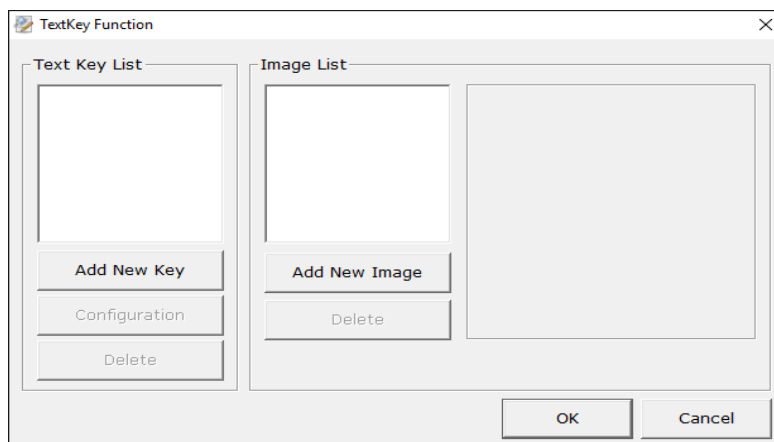 TextKey Function
Text Key List
Image List
Add New Key
Add New Image
Configuration
Delete
Delete
OK
Cancel